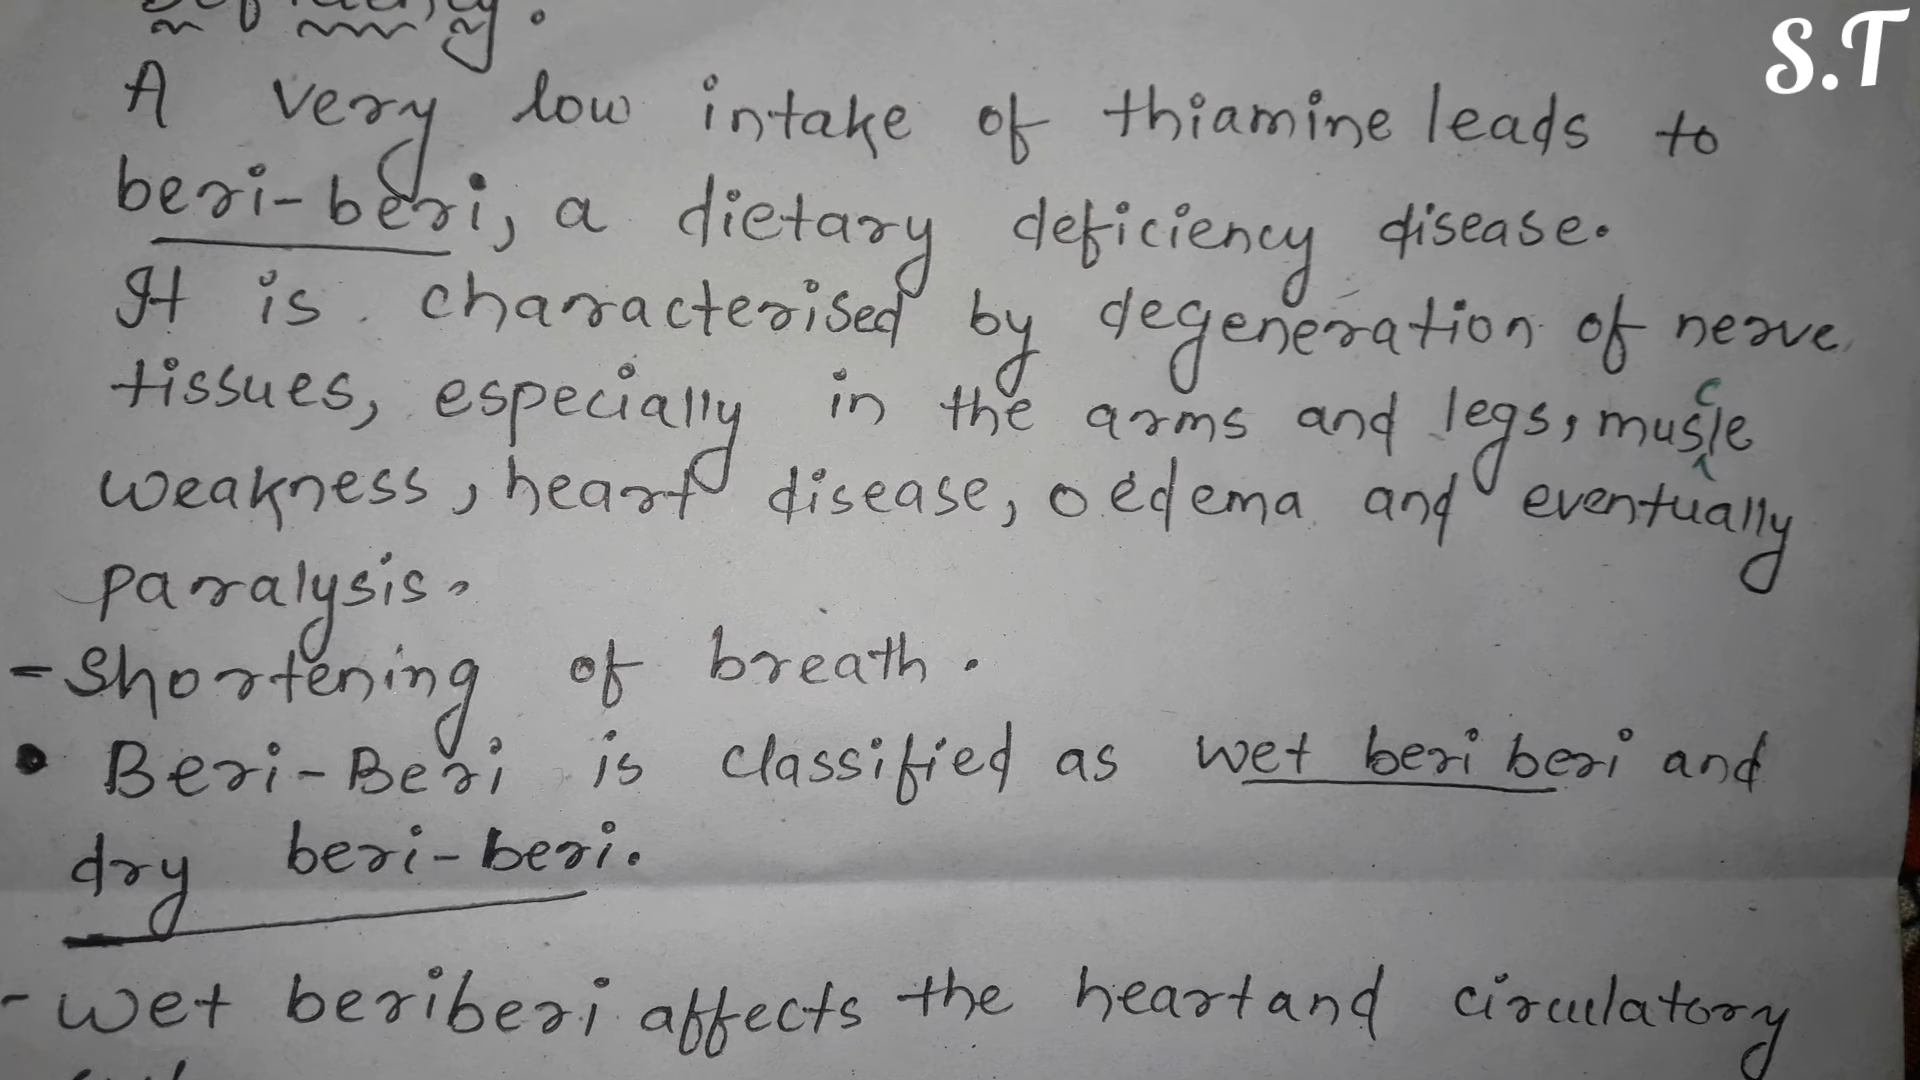 Deficiency.
S.T
A very low intake of thiamine leads to
beri-beri, a dietary deficiency disease.
It is characterised by degeneration of nerve
tissues, especially in the arms and legs, muscle
weakness, heart disease, oedema and eventually
paralysis.
- Shortening of breath.
• Beri-Beri is classified as wet beri beri and
dry beri-beri.
- wet beriberi affects the heart and circulatory